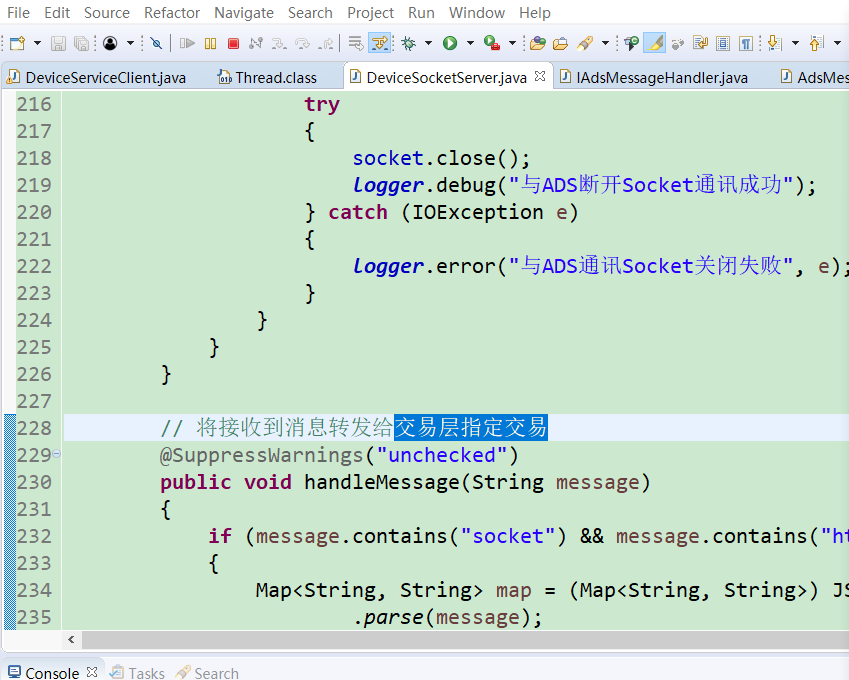 File Edit Source Refactor Navigate Search Project Run Window Help
DeviceServiceClient.java Thread.class DeviceSocketServer.java IAdsMessageHandler.java AdsMes
216 try
217 {
218 socket.close();
219 logger.debug("与ADS断开Socket通讯成功");
220 } catch (IOException e)
221 {
222 logger.error("与ADS通讯Socket关闭失败", e);
223 }
224 }
225 }
226 }
227
228 // 将接收到消息转发给交易层指定交易
229 @SuppressWarnings("unchecked")
230 public void handleMessage(String message)
231 {
232 if (message.contains("socket") && message.contains("ht
233 {
234 Map<String, String> map = (Map<String, String>) JS
235 .parse(message);
Console Tasks Search